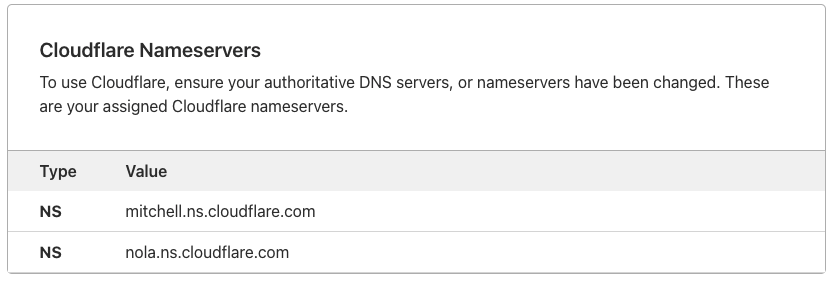 Cloudflare Nameservers
To use Cloudflare, ensure your authoritative DNS servers, or nameservers have been changed. These
are your assigned Cloudflare nameservers.
Type Value
NS mitchell.ns.cloudflare.com
NS nola.ns.cloudflare.com